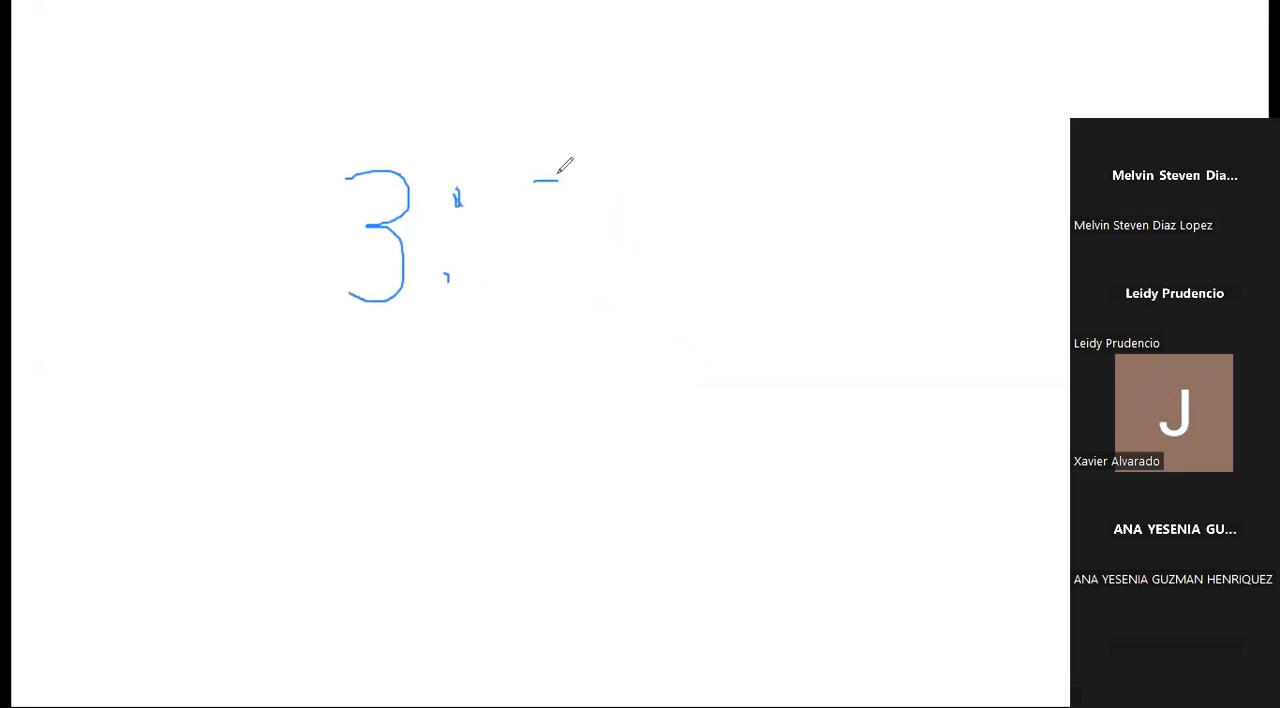 3:
Melvin Steven Dia...
Melvin Steven Diaz Lopez
Leidy Prudencio
Leidy Prudencio
J
Xavier Alvarado
ANA YESENIA GU...
ANA YESENIA GUZMAN HENRIQUEZ